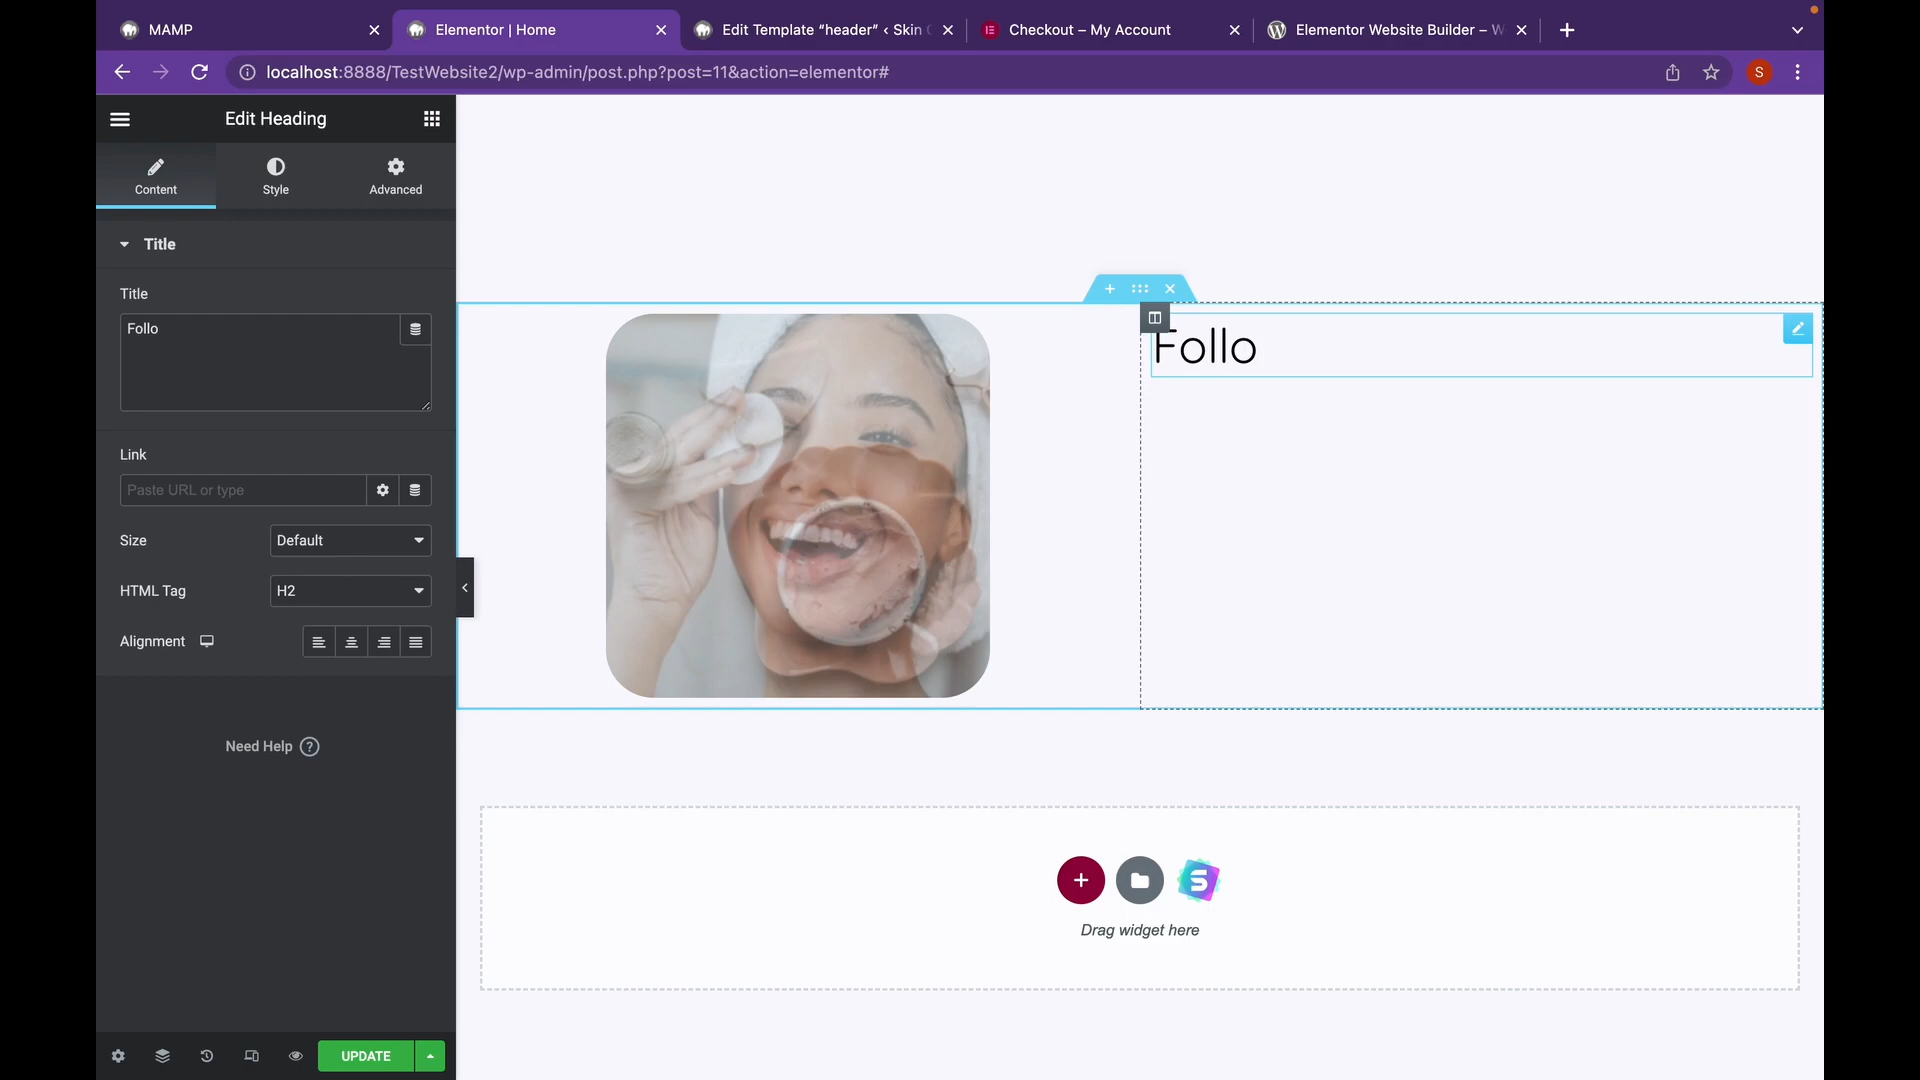 MAMP
Elementor | Home
Edit Template “header” ‹ Skin
Checkout – My Account
Elementor Website Builder – W
localhost:8888/TestWebsite2/wp-admin/post.php?post=11&action=elementor#
S
Edit Heading
Content
Style
Advanced
Title
Title
Follo
Link
Paste URL or type
Size
Default
HTML Tag
H2
Alignment
Need Help ?
UPDATE
Follo
S
Drag widget here